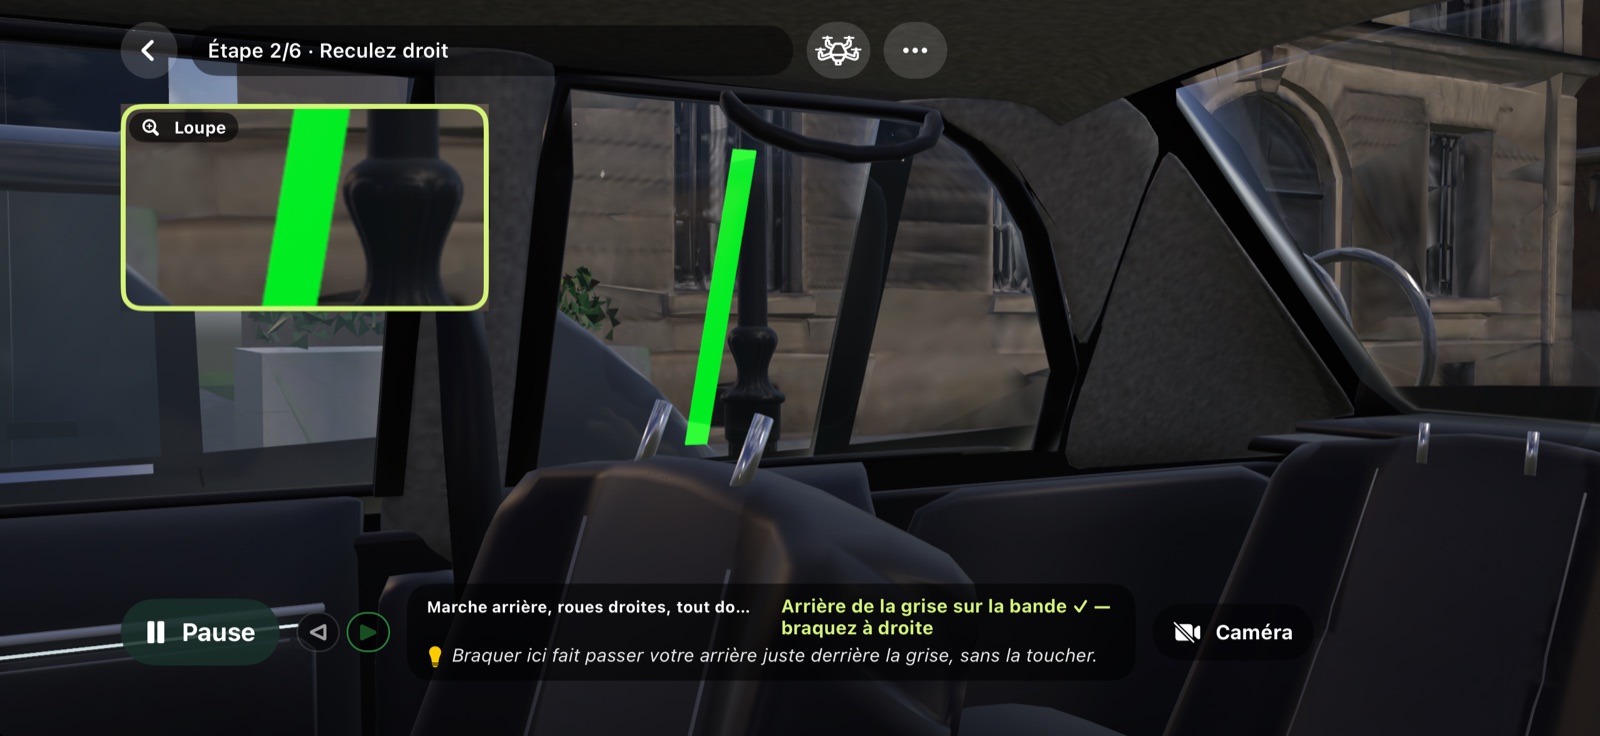 Étape 2/6 · Reculez droit
Loupe
Pause
Marche arrière, roues droites, tout do...
Arrière de la grise sur la bande ✓ —
braquez à droite
💡 Braquer ici fait passer votre arrière juste derrière la grise, sans la toucher.
Caméra